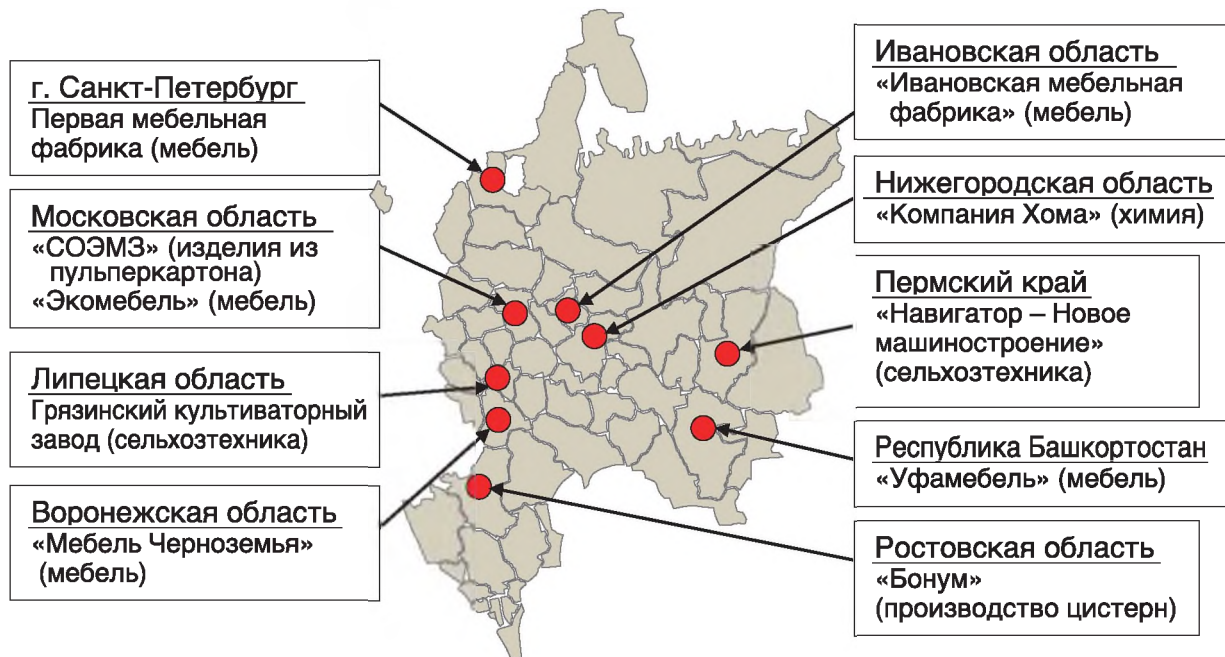 г. Санкт-Петербург
Первая мебельная
фабрика (мебель)
Московская область
«СОЭМЗ» (изделия из
пульперкартона)
«Экомебель» (мебель)
Липецкая область
Грязинский культиваторный
завод (сельхозтехника)
Воронежская область
«Мебель Черноземья»
(мебель)
Ивановская область
«Ивановская мебельная
фабрика» (мебель)
Нижегородская область
«Компания Хома» (химия)
Пермский край
«Навигатор – Новое
машиностроение»
(сельхозтехника)
Республика Башкортостан
«Уфамебель» (мебель)
Ростовская область
«Бонум»
(производство цистерн)